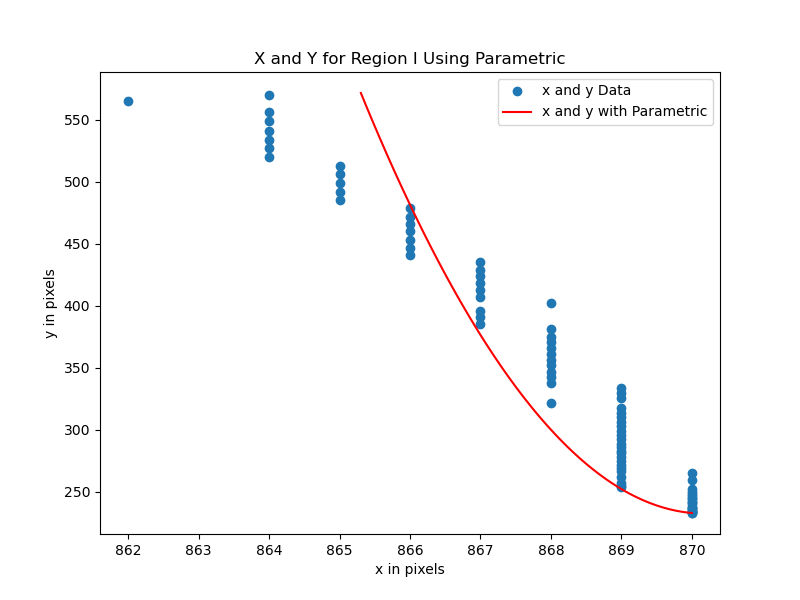 X and Y for Region I Using Parametric
x and y Data
x and y with Parametric
550
500
450
400
350
300
250
y in pixels
862 863 864 865 866 867 868 869 870
x in pixels